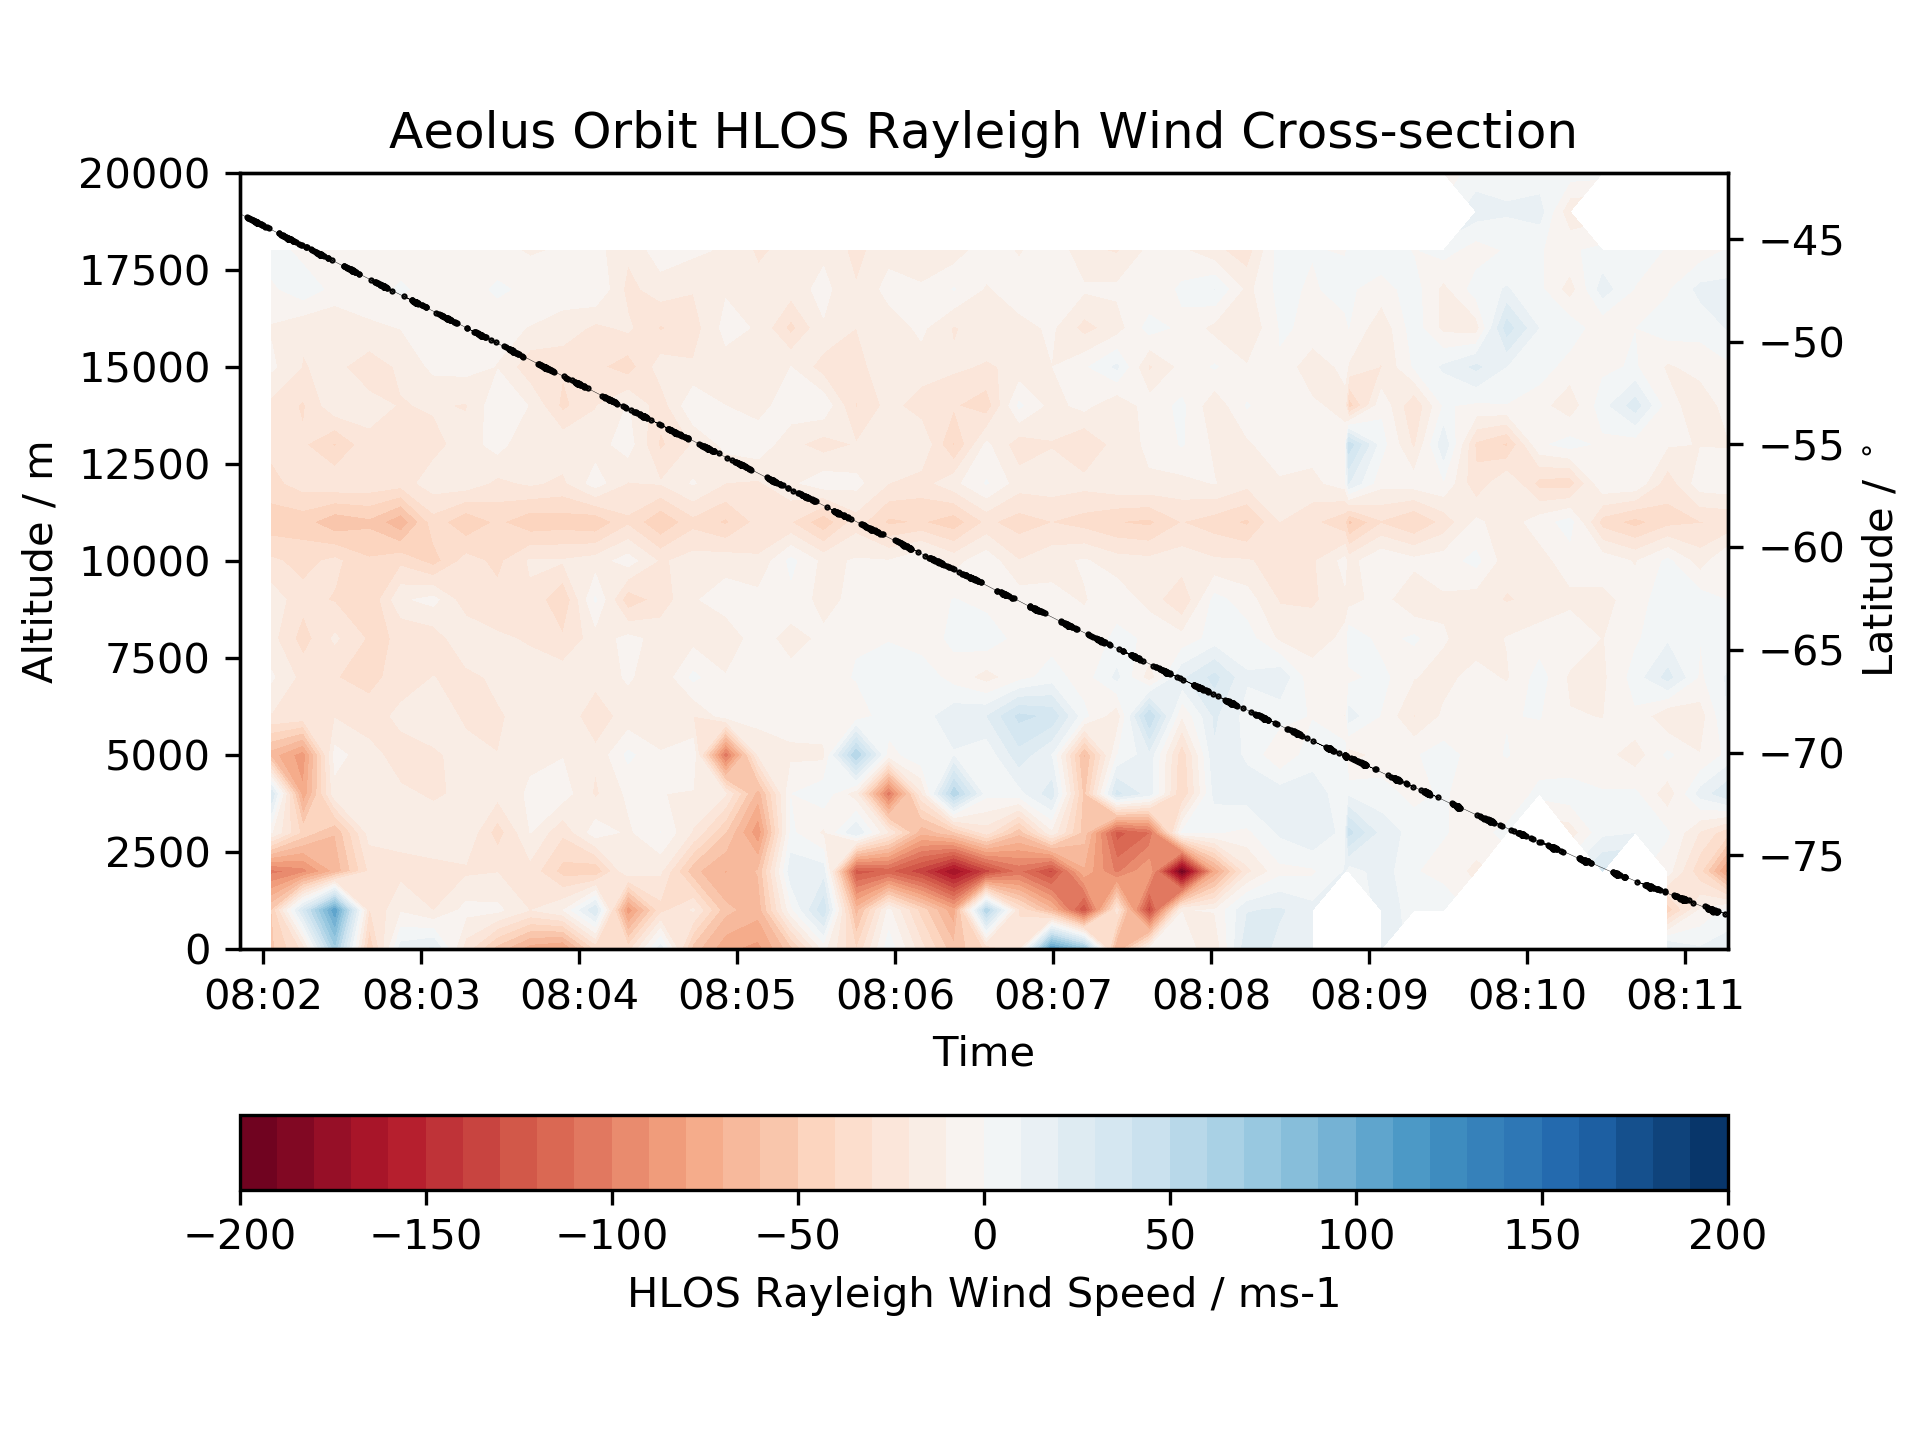 Aeolus Orbit HLOS Rayleigh Wind Cross-section
20000
17500
15000
12500
10000
7500
5000
2500
0
Altitude / m
−45
−50
−55
−60
−65
−70
−75
Latitude / °
08:02 08:03 08:04 08:05 08:06 08:07 08:08 08:09 08:10 08:11
Time
−200 −150 −100 −50 0 50 100 150 200
HLOS Rayleigh Wind Speed / ms-1